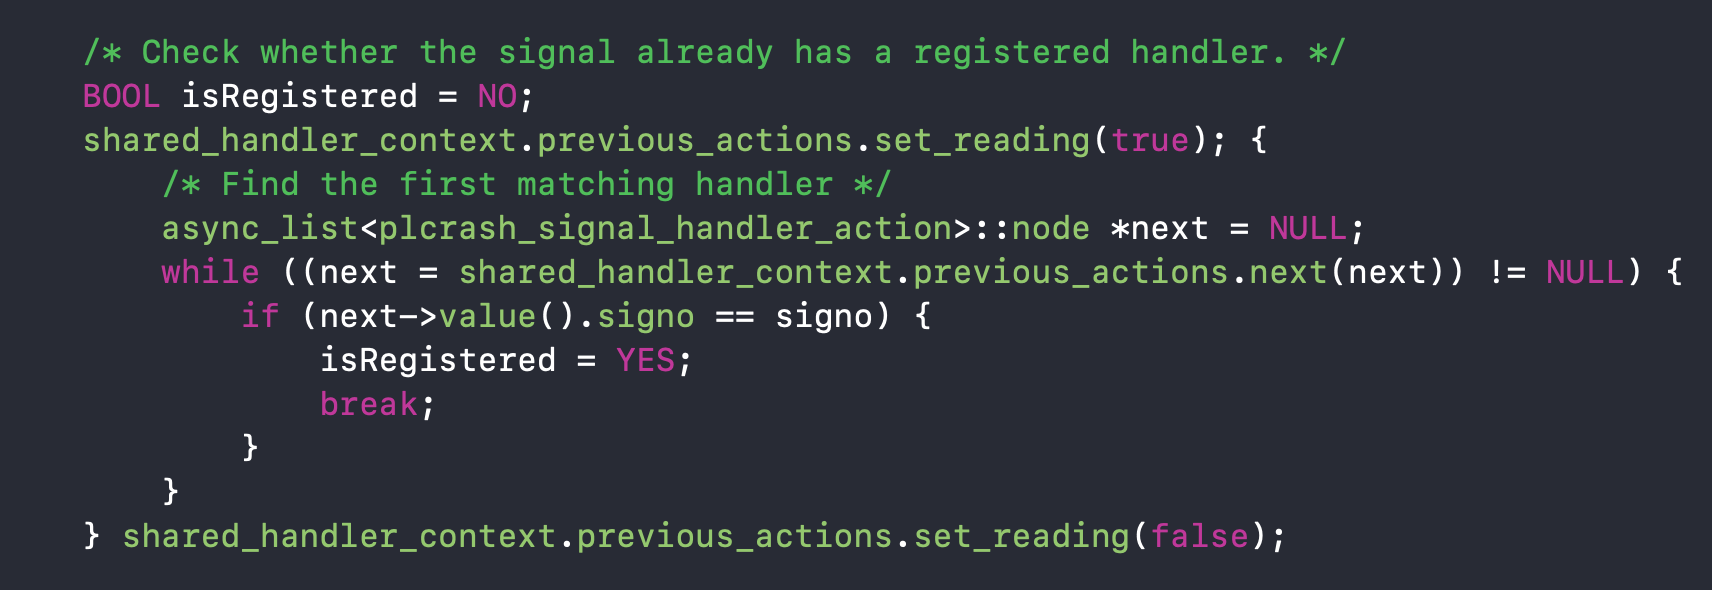 /* Check whether the signal already has a registered handler. */
BOOL isRegistered = NO;
shared_handler_context.previous_actions.set_reading(true); {
    /* Find the first matching handler */
    async_list<plcrash_signal_handler_action>::node *next = NULL;
    while ((next = shared_handler_context.previous_actions.next(next)) != NULL) {
        if (next->value().signo == signo) {
            isRegistered = YES;
            break;
        }
    }
} shared_handler_context.previous_actions.set_reading(false);